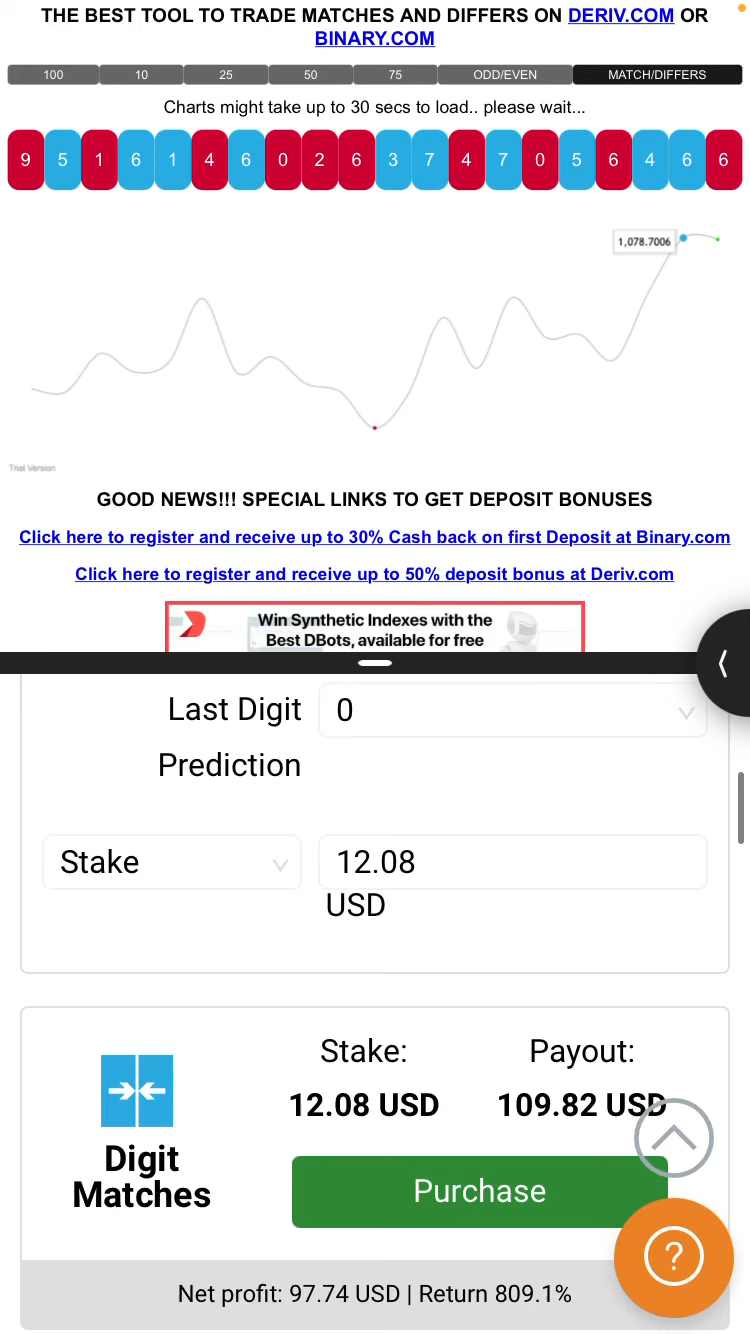 THE BEST TOOL TO TRADE MATCHES AND DIFFERS ON DERIV.COM OR
BINARY.COM
100 10 25 50 75 ODD/EVEN MATCH/DIFFERS
Charts might take up to 30 secs to load.. please wait...
9 5 1 6 1 4 6 0 2 6 3 7 4 7 0 5 6 4 6 6
1,078.7006
Trial Version
GOOD NEWS!!! SPECIAL LINKS TO GET DEPOSIT BONUSES
Click here to register and receive up to 30% Cash back on first Deposit at Binary.com
Click here to register and receive up to 50% deposit bonus at Deriv.com
Win Synthetic Indexes with the
Best DBots, available for free
Last Digit 0
Prediction
Stake 12.08
USD
Stake: Payout:
12.08 USD 109.82 USD
Digit
Matches
Purchase
?
Net profit: 97.74 USD | Return 809.1%